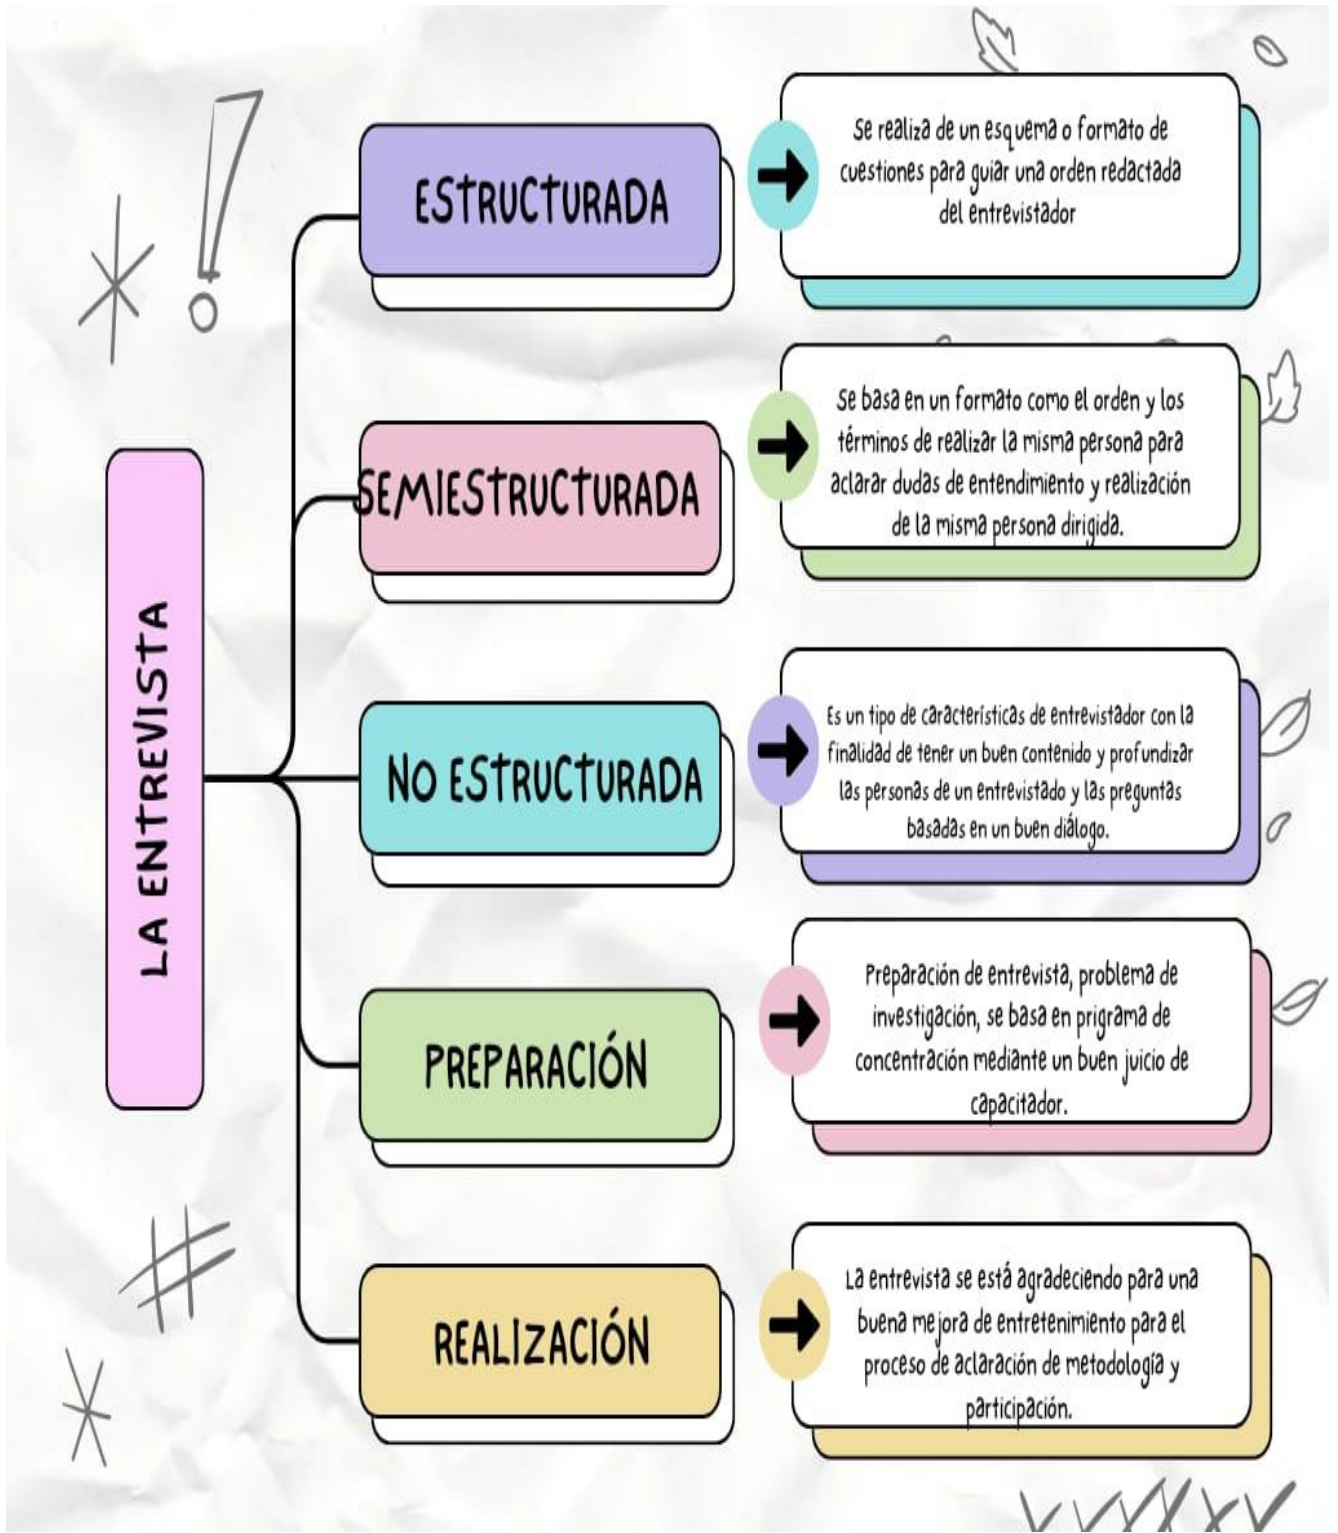 LA ENTREVISTA
ESTRUCTURADA
Se realiza de un esquema o formato de
cuestiones para guiar una orden redactada
del entrevistador
SEMIESTRUCTURADA
Se basa en un formato como el orden y los
términos de realizar la misma persona para
aclarar dudas de entendimiento y realización
de la misma persona dirigida.
NO ESTRUCTURADA
Es un tipo de características de entrevistador con la
finalidad de tener un buen contenido y profundizar
las personas de un entrevistado y las preguntas
basadas en un buen diálogo.
PREPARACIÓN
Preparación de entrevista, problema de
investigación, se basa en prigrama de
concentración mediante un buen juicio de
capacitador.
REALIZACIÓN
La entrevista se está agradeciendo para una
buena mejora de entretenimiento para el
proceso de aclaración de metodología y
participación.